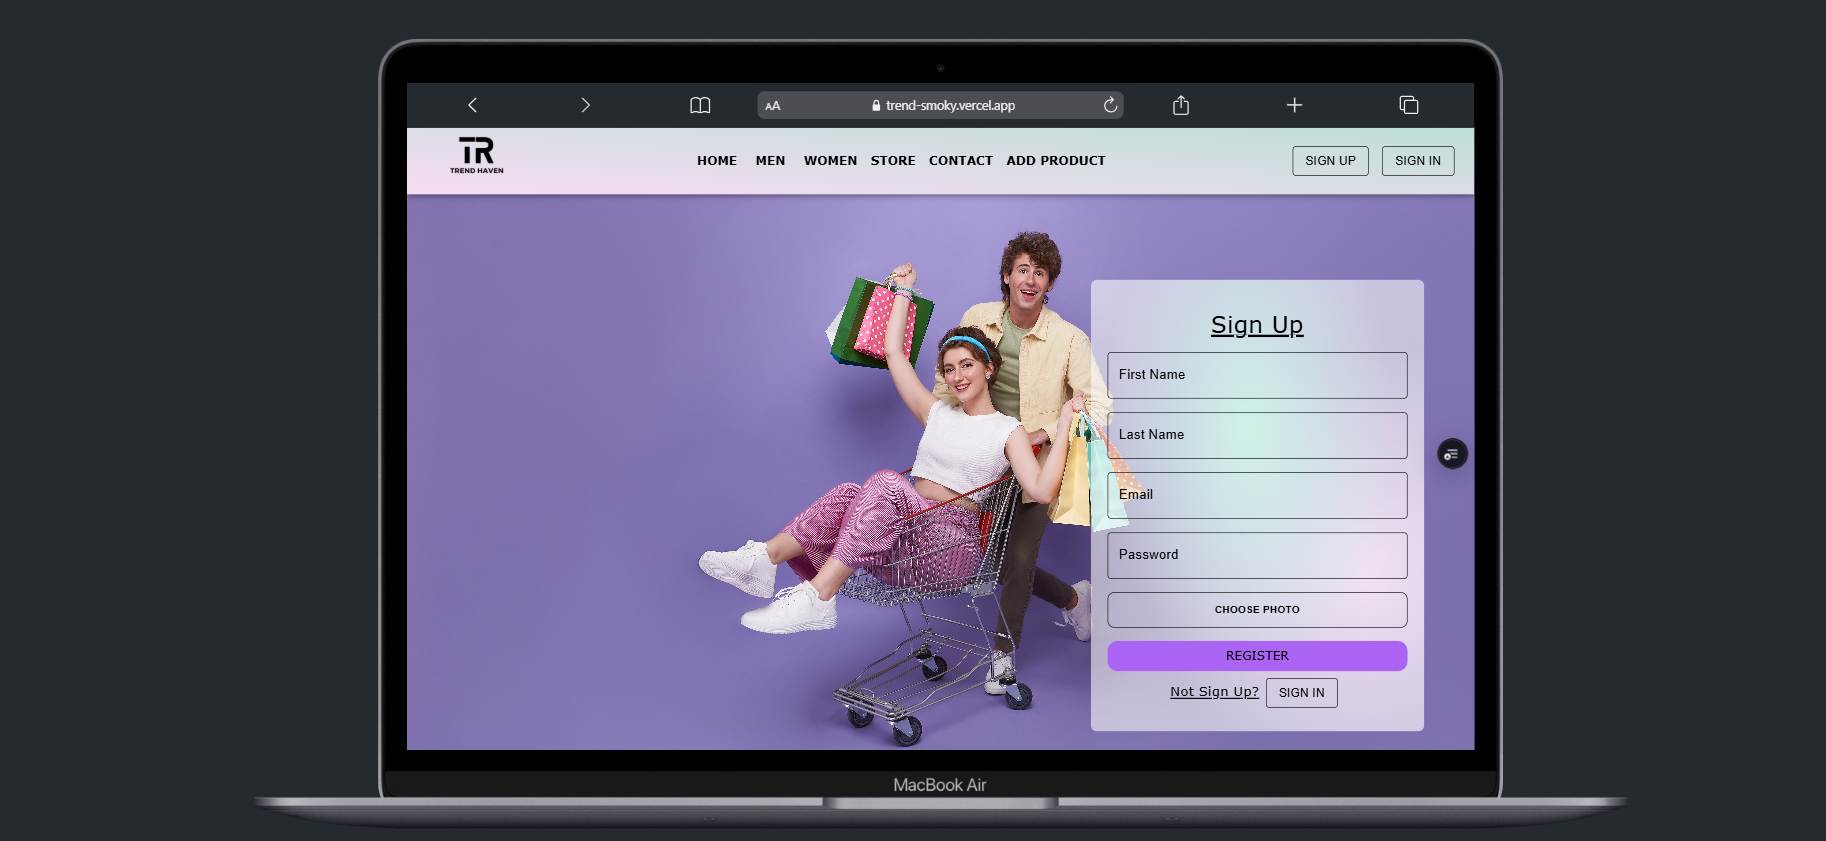 AA trend-smoky.vercel.app
TR
TREND HAVEN
HOME MEN WOMEN STORE CONTACT ADD PRODUCT
SIGN UP SIGN IN
Sign Up
First Name
Last Name
Email
Password
CHOOSE PHOTO
REGISTER
Not Sign Up? SIGN IN
MacBook Air